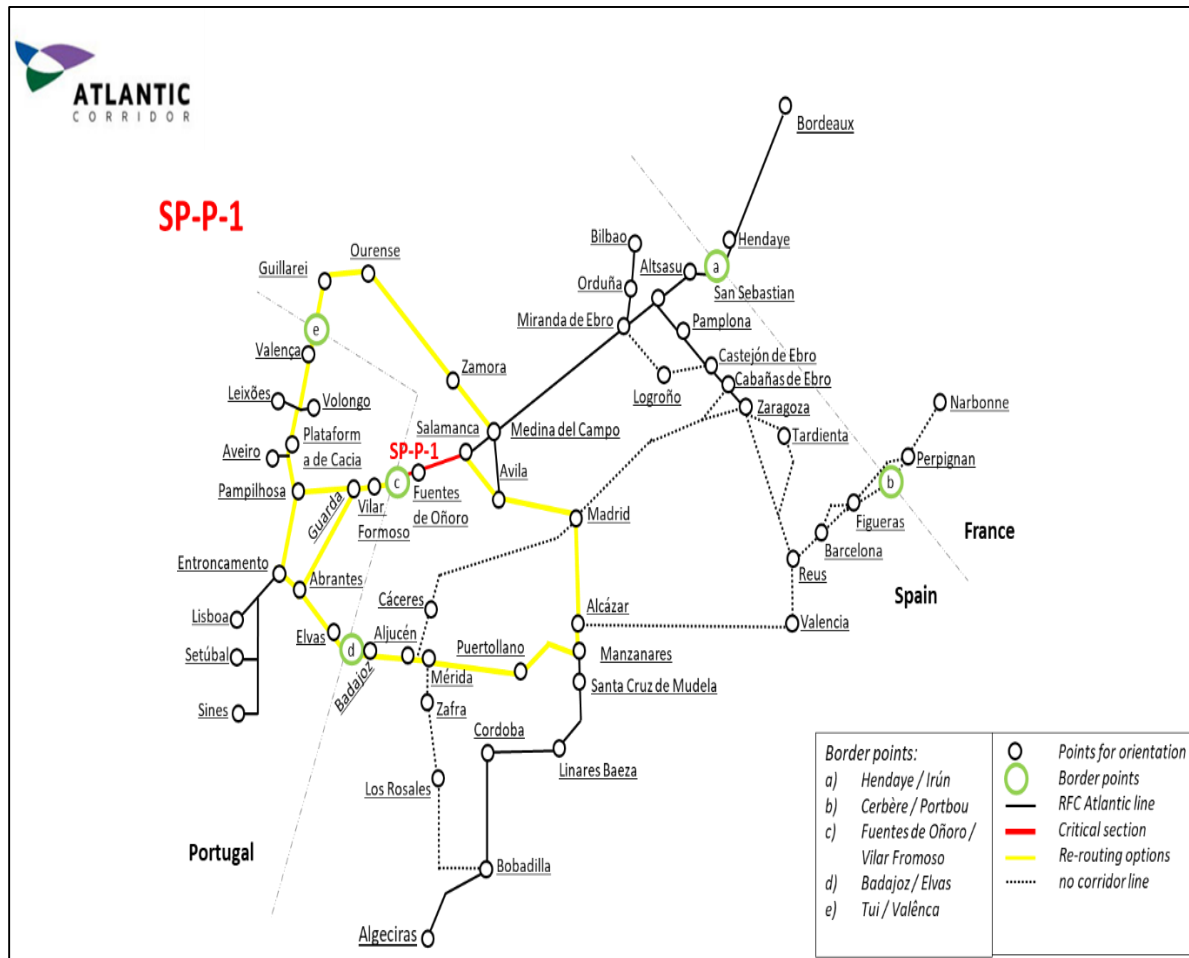 ATLANTIC
CORRIDOR
SP-P-1
Bordeaux
Hendaye
a
Bilbao
Altsasu
Orduña
San Sebastian
Ourense
Guillarei
Miranda de Ebro
Pamplona
e
Valença
Castejón de Ebro
Zamora
Cabañas de Ebro
Logroño
Leixões
Volongo
Zaragoza
Narbonne
Salamanca
Medina del Campo
Tardienta
Plataform
a de Cacia
SP-P-1
Aveiro
Avila
Perpignan
Pampilhosa
Guarda
Vilar
Formoso
c
Fuentes
de Oñoro
Madrid
b
Figueras
France
Barcelona
Entroncamento
Abrantes
Reus
Spain
Cáceres
Alcázar
Lisboa
Valencia
Elvas
Aljucén
Puertollano
Setúbal
d
Badajoz
Mérida
Manzanares
Santa Cruz de Mudela
Sines
Zafra
Cordoba
Linares Baeza
Los Rosales
Portugal
Bobadilla
Algeciras
Border points:
a) Hendaye / Irún
b) Cerbère / Portbou
c) Fuentes de Oñoro /
Vilar Fromoso
d) Badajoz / Elvas
e) Tui / Valênca
Points for orientation
Border points
RFC Atlantic line
Critical section
Re-routing options
no corridor line